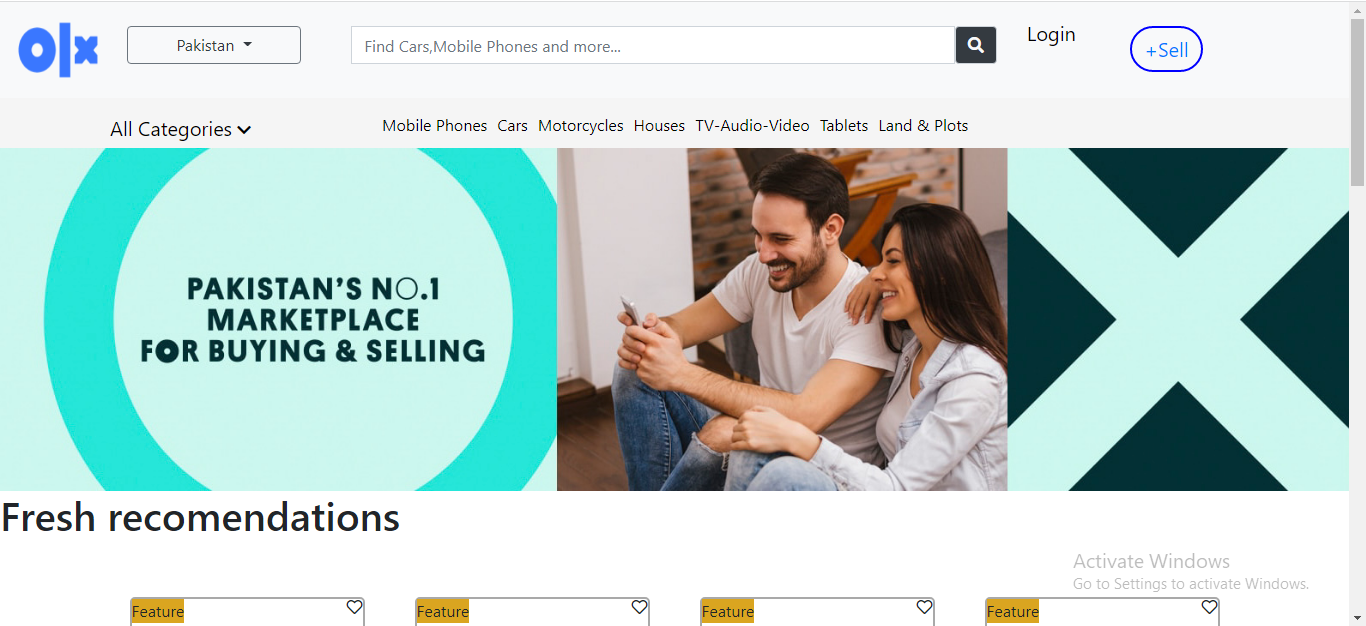 olx
Pakistan
Find Cars,Mobile Phones and more...
Login
+Sell
All Categories
Mobile Phones Cars Motorcycles Houses TV-Audio-Video Tablets Land & Plots
PAKISTAN'S NO.1
MARKETPLACE
FOR BUYING & SELLING
Fresh recomendations
Activate Windows
Go to Settings to activate Windows.
Feature Feature Feature Feature